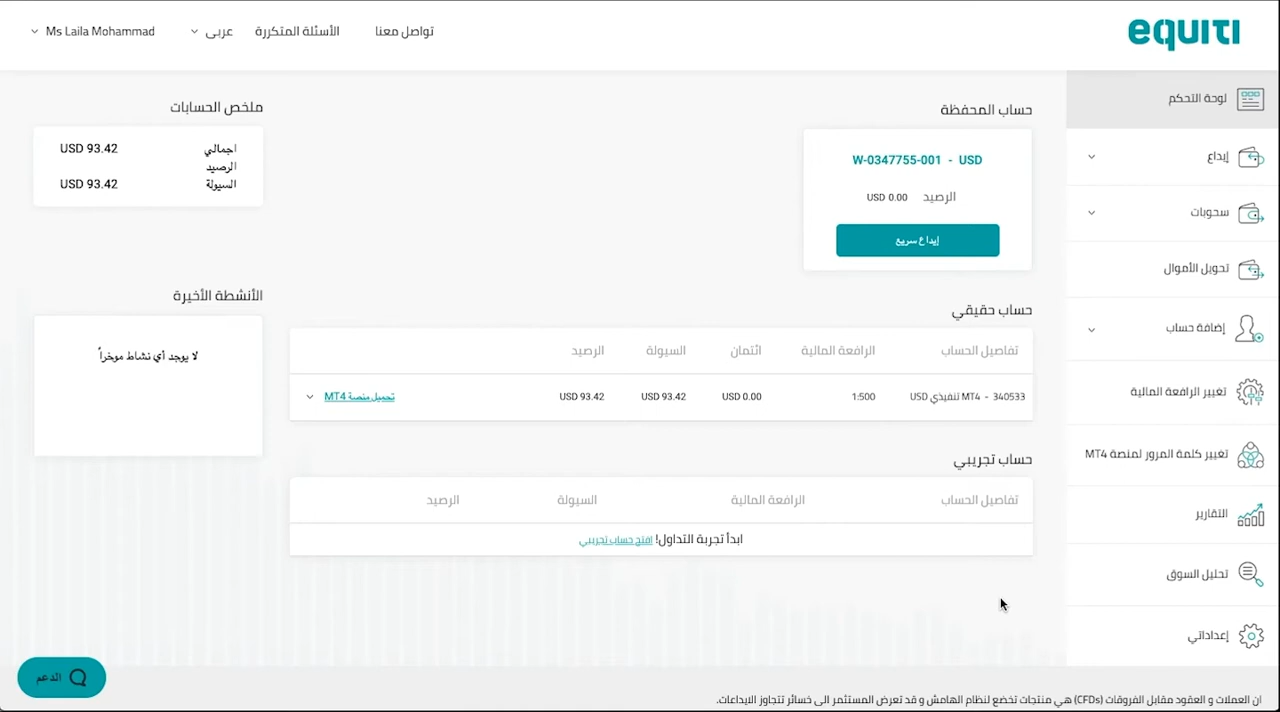 equiti
تواصل معنا
الأسئلة المتكررة
عربى
Ms Laila Mohammad
لوحة التحكم
إيداع
سحوبات
تحويل الأموال
إضافة حساب
تغيير الرافعة المالية
تغيير كلمة المرور لمنصة MT4
التقارير
تحليل السوق
إعداداتي
حساب المحفظة
W-0347755-001 - USD
الرصيد USD 0.00
إيداع سريع
ملخص الحسابات
اجمالي الرصيد USD 93.42
السيولة USD 93.42
حساب حقيقي
تفاصيل الحساب الرافعة المالية ائتمان السيولة الرصيد
340533 - MT4 تنفيذي USD 1:500 USD 0.00 USD 93.42 USD 93.42 تحميل منصة MT4
الأنشطة الأخيرة
لا يوجد أي نشاط موخراً
حساب تجريبي
تفاصيل الحساب الرافعة المالية السيولة الرصيد
ابدأ تجربة التداول! افتح حساب تجريبي
الدعم
ان العملات و العقود مقابل الفروقات (CFDs) هي منتجات تخضع لنظام الهامش و قد تعرض المستثمر الى خسائر تتجاوز الايداعات.